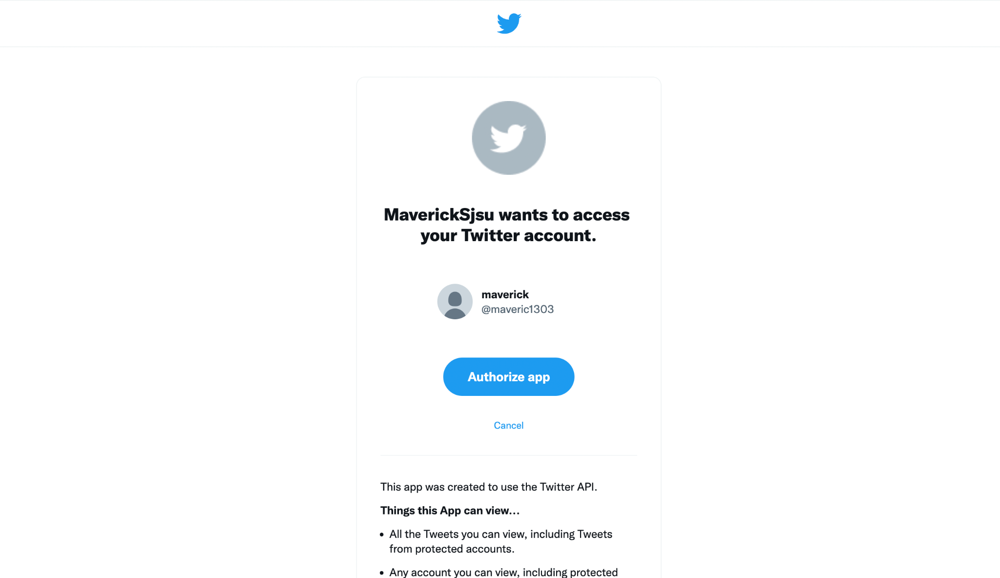 MaverickSjsu wants to access
your Twitter account.
maverick
@maveric1303
Authorize app
Cancel
This app was created to use the Twitter API.
Things this App can view...
• All the Tweets you can view, including Tweets
from protected accounts.
• Any account you can view, including protected